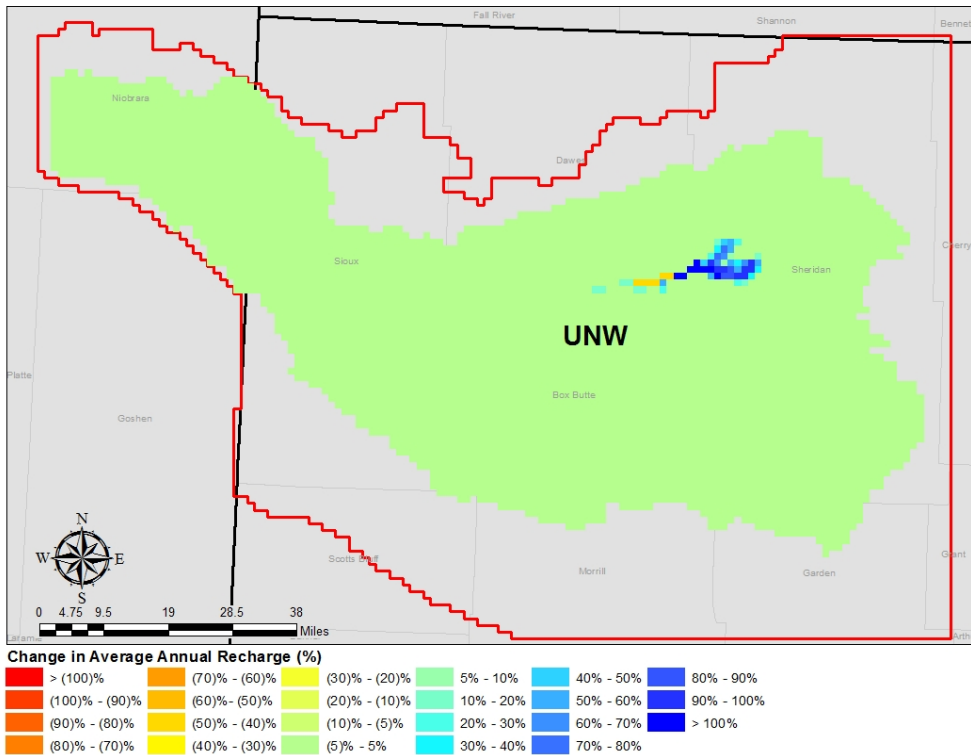 Fall River
Shannon
Bennet
Niobrara
Dawes
Sioux
Cherry
Sheridan
UNW
Box Butte
Platte
Goshen
N
W E
S
Scotts Bluff
Morrill
Garden
Grant
0 4.75 9.5 19 28.5 38
Miles
Laramie
Change in Average Annual Recharge (%)
> (100)% (70)% - (60)% (30)% - (20)% 5% - 10% 40% - 50% 80% - 90%
(100)% - (90)% (60)% -(50)% (20)% - (10)% 10% - 20% 50% - 60% 90% - 100%
(90)% - (80)% (50)% - (40)% (10)% - (5)% 20% - 30% 60% - 70% > 100%
(80)% - (70)% (40)% - (30)% (5)% - 5% 30% - 40% 70% - 80%